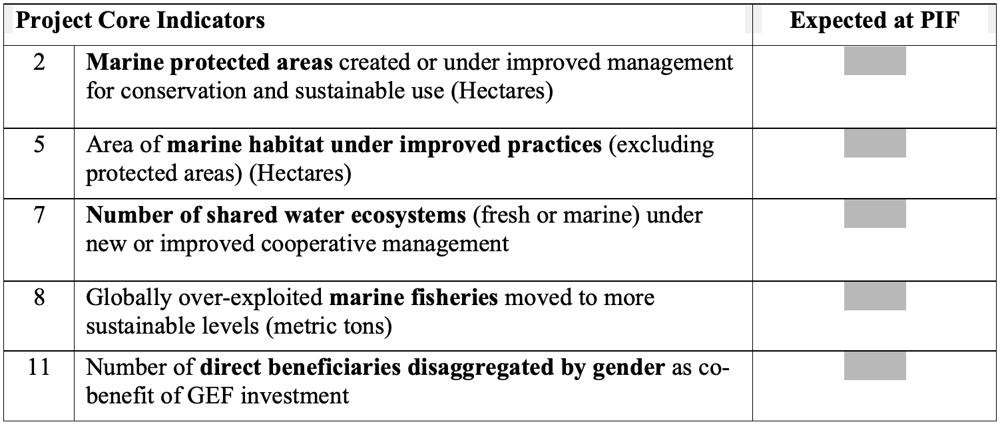 Project Core Indicators
Expected at PIF
2
Marine protected areas created or under improved management
for conservation and sustainable use (Hectares)
5
Area of marine habitat under improved practices (excluding
protected areas) (Hectares)
7
Number of shared water ecosystems (fresh or marine) under
new or improved cooperative management
8
Globally over-exploited marine fisheries moved to more
sustainable levels (metric tons)
11
Number of direct beneficiaries disaggregated by gender as co-
benefit of GEF investment